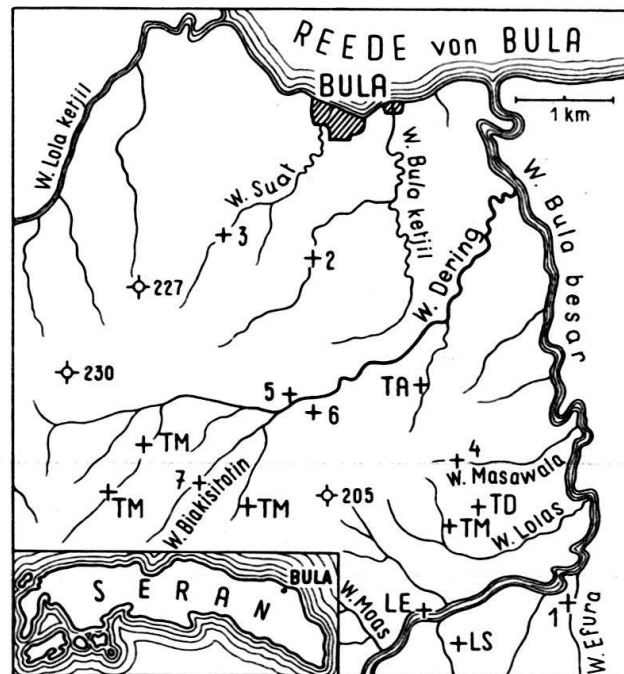 REEDE von BULA
BULA
1 km
W. Lola ketjil
W. Suat
W. Bula ketjil
W. Dering
W. Bula besar
3
2
227
230
5
6
TA
TM
7
TM
TM
W. Biakisitotin
4
W. Masawala
205
TD
TM
W. Lolas
BULA
SERAN
W. Moas
LE
LS
1
W. Efura